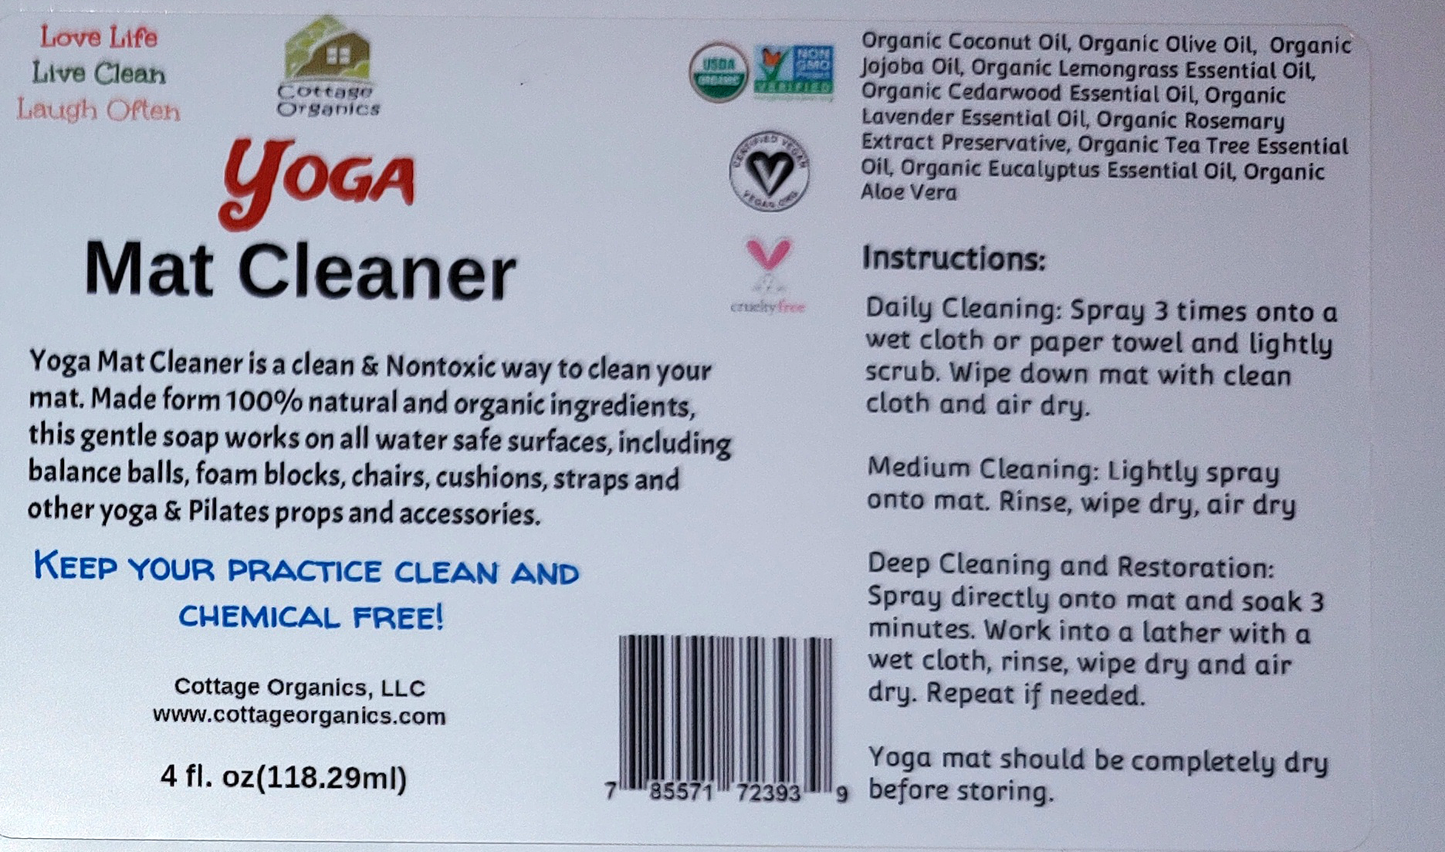 Love Life
Live Clean
Laugh Often
Cottage
Organics
Yoga
Mat Cleaner
Yoga Mat Cleaner is a clean & Nontoxic way to clean your
mat. Made form 100% natural and organic ingredients,
this gentle soap works on all water safe surfaces, including
balance balls, foam blocks, chairs, cushions, straps and
other yoga & Pilates props and accessories.
KEEP YOUR PRACTICE CLEAN AND
CHEMICAL FREE!
Cottage Organics, LLC
www.cottageorganics.com
4 fl. oz(118.29ml)
USDA
ORGANIC
NON
GMO
Project
VERIFIED
CERTIFIED VEGAN
VEGAN.ORG
crueltyfree
7 85571 72393 9
Organic Coconut Oil, Organic Olive Oil, Organic
Jojoba Oil, Organic Lemongrass Essential Oil,
Organic Cedarwood Essential Oil, Organic
Lavender Essential Oil, Organic Rosemary
Extract Preservative, Organic Tea Tree Essential
Oil, Organic Eucalyptus Essential Oil, Organic
Aloe Vera
Instructions:
Daily Cleaning: Spray 3 times onto a
wet cloth or paper towel and lightly
scrub. Wipe down mat with clean
cloth and air dry.
Medium Cleaning: Lightly spray
onto mat. Rinse, wipe dry, air dry
Deep Cleaning and Restoration:
Spray directly onto mat and soak 3
minutes. Work into a lather with a
wet cloth, rinse, wipe dry and air
dry. Repeat if needed.
Yoga mat should be completely dry
before storing.